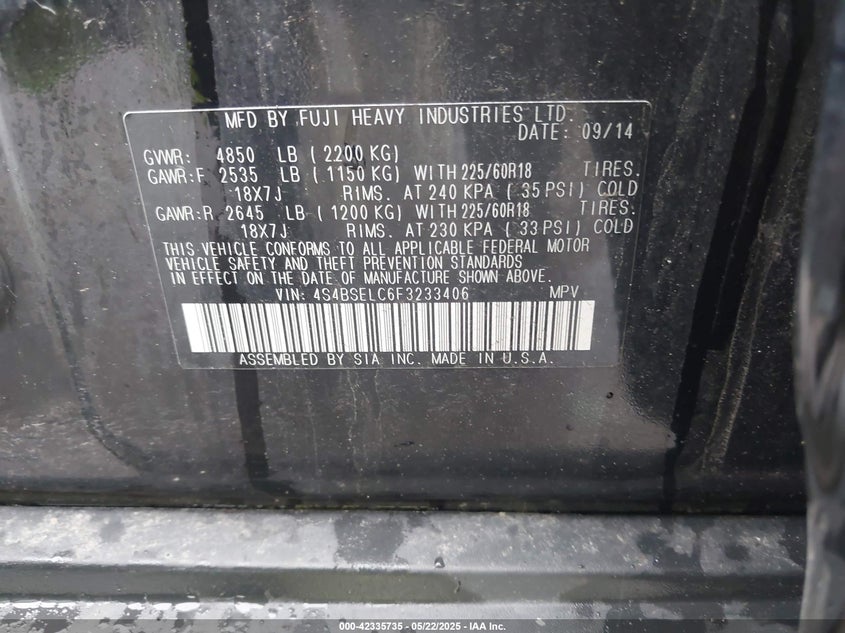 MFD BY FUJI HEAVY INDUSTRIES LTD.
DATE: 09/14
GVWR: 4850 LB (2200 KG)
GAWR:F 2535 LB (1150 KG) WITH 225/60R18 TIRES.
18X7J RIMS. AT 240 KPA (35 PSI) COLD
GAWR:R 2645 LB (1200 KG) WITH 225/60R18 TIRES.
18X7J RIMS. AT 230 KPA (33 PSI) COLD
THIS VEHICLE CONFORMS TO ALL APPLICABLE FEDERAL MOTOR
VEHICLE SAFETY AND THEFT PREVENTION STANDARDS
IN EFFECT ON THE DATE OF MANUFACTURE SHOWN ABOVE.
VIN: 4S4BSELC6F3233406 MPV
ASSEMBLED BY SIA INC. MADE IN U.S.A.
000-42335735 - 05/22/2025 - IAA Inc.